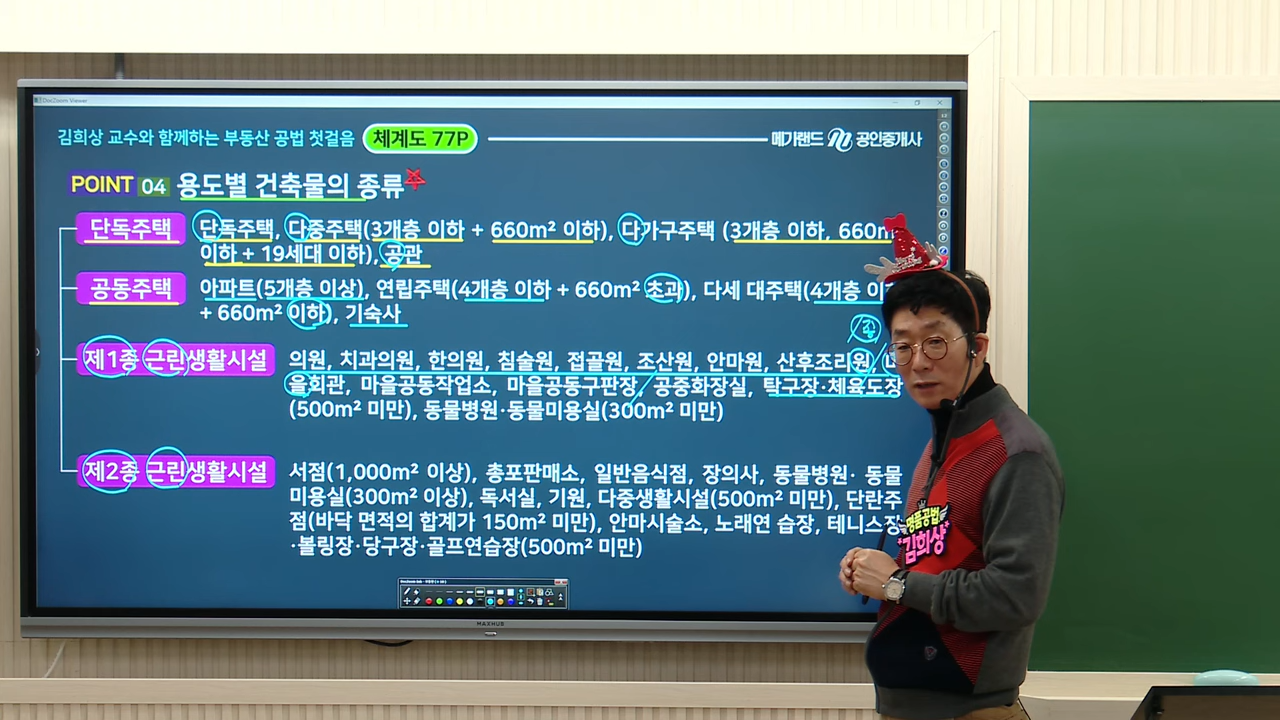 DocZoom Viewer
김희상 교수와 함께하는 부동산 공법 첫걸음 체계도 77P 메가랜드 공인중개사
POINT 04 용도별 건축물의 종류
단독주택 단독주택, 다중주택(3개층 이하 + 660m² 이하), 다가구주택 (3개층 이하, 660m
이하 + 19세대 이하), 공관
공동주택 아파트(5개층 이상), 연립주택(4개층 이하 + 660m² 초과), 다세 대주택(4개층
+ 660m² 이하), 기숙사
종
제1종 근린생활시설 의원, 치과의원, 한의원, 침술원, 접골원, 조산원, 안마원, 산후조리원,
을회관, 마을공동작업소, 마을공동구판장, 공중화장실, 탁구장·체육도장
(500m² 미만), 동물병원·동물미용실(300m² 미만)
제2종 근린생활시설 서점(1,000m² 이상), 총포판매소, 일반음식점, 장의사, 동물병원· 동물
미용실(300m² 이상), 독서실, 기원, 다중생활시설(500m² 미만), 단란주
점(바닥 면적의 합계가 150m² 미만), 안마시술소, 노래연 습장, 테니스장
·볼링장·당구장·골프연습장(500m² 미만)
명품공법
김희상
MAXHUB